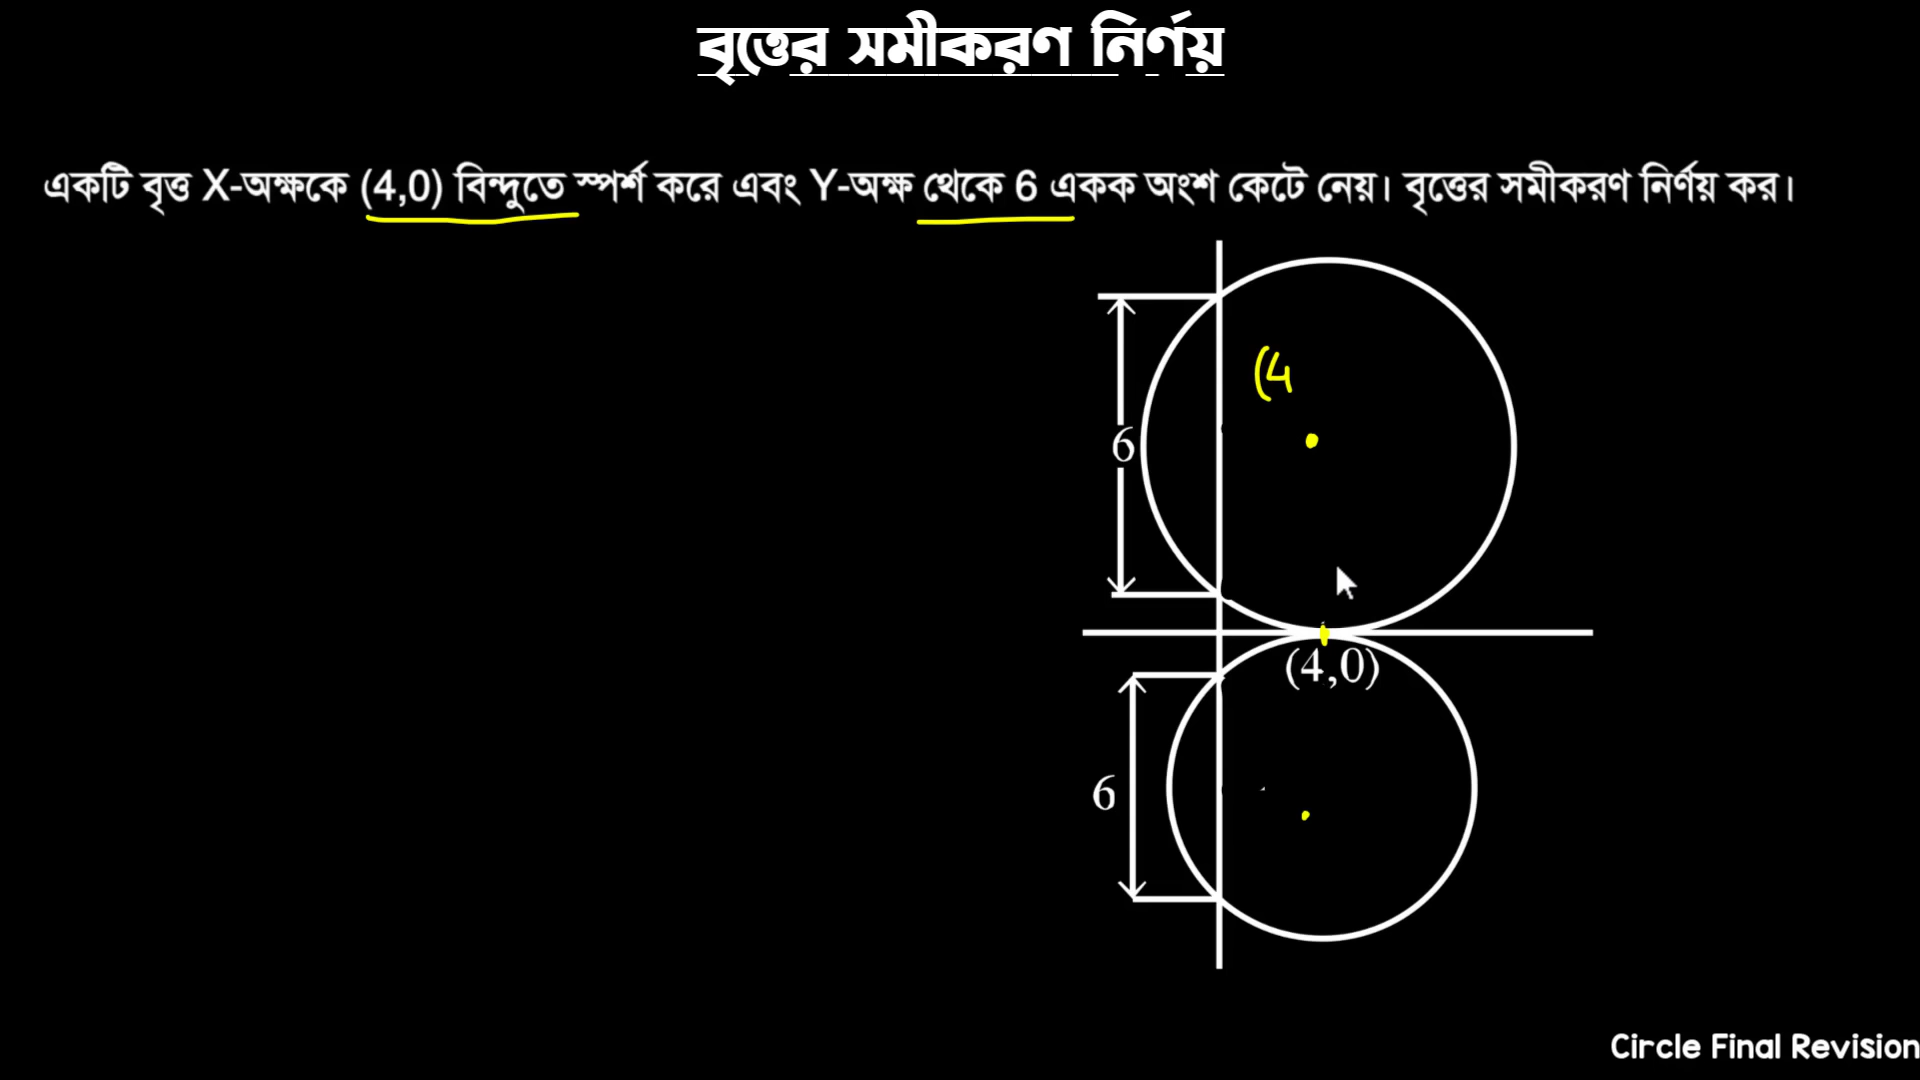 বৃত্তের সমীকরণ নির্ণয়
একটি বৃত্ত X-অক্ষকে (4,0) বিন্দুতে স্পর্শ করে এবং Y-অক্ষ থেকে 6 একক অংশ কেটে নেয়। বৃত্তের সমীকরণ নির্ণয় কর।
(4
6
(4,0)
6
Circle Final Revision